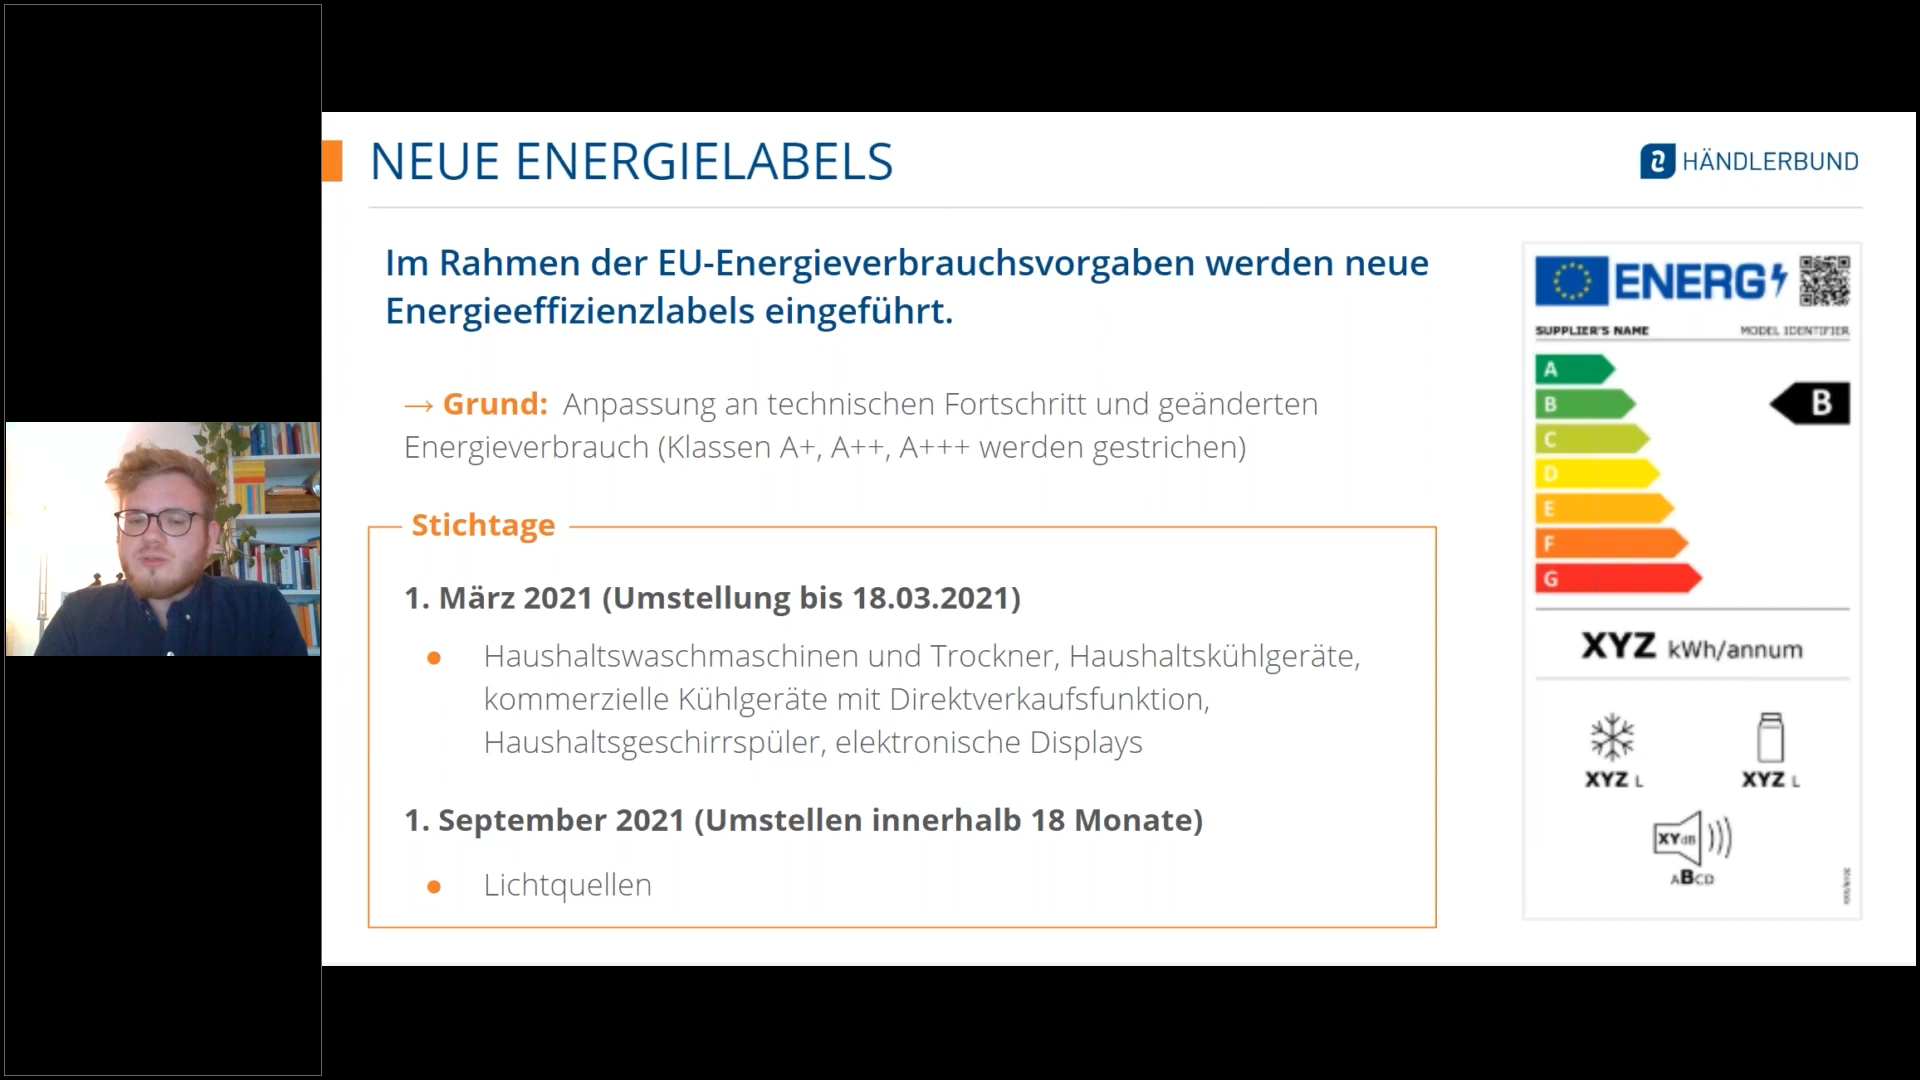 NEUE ENERGIELABELS
HÄNDLERBUND
Im Rahmen der EU-Energieverbrauchsvorgaben werden neue
Energieeffizienzlabels eingeführt.
→ Grund: Anpassung an technischen Fortschritt und geänderten
Energieverbrauch (Klassen A+, A++, A+++ werden gestrichen)
Stichtage
1. März 2021 (Umstellung bis 18.03.2021)
● Haushaltswaschmaschinen und Trockner, Haushaltskühlgeräte,
kommerzielle Kühlgeräte mit Direktverkaufsfunktion,
Haushaltsgeschirrspüler, elektronische Displays
1. September 2021 (Umstellen innerhalb 18 Monate)
● Lichtquellen
ENERG
SUPPLIER'S NAME MODEL IDENTIFIER
A
B B
C
D
E
F
G
XYZ kWh/annum
XYZ L XYZ L
XY dB
ABCD